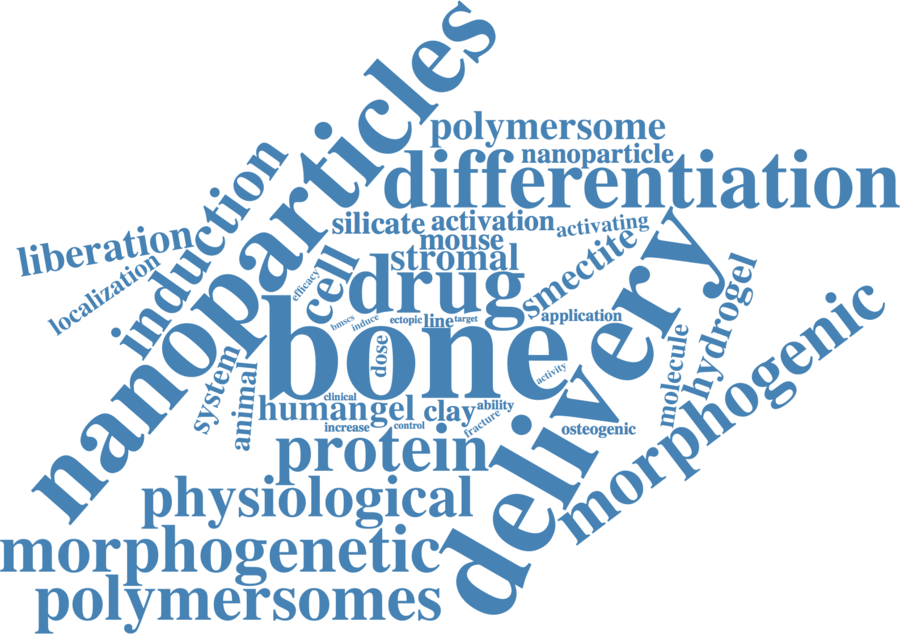 nanoparticles
polymersome
nanoparticle
differentiation
induction
silicate
activation
activating
liberation
localization
mouse
stromal
smectite
cell
efficacy
drug
delivery
hydrogel
bmscs
induce
ectopic
line
target
application
bone
morphogenic
molecule
dose
activity
system
animal
clinical
human
gel
clay
ability
increase
control
fracture
osteogenic
protein
physiological
morphogenetic
polymersomes